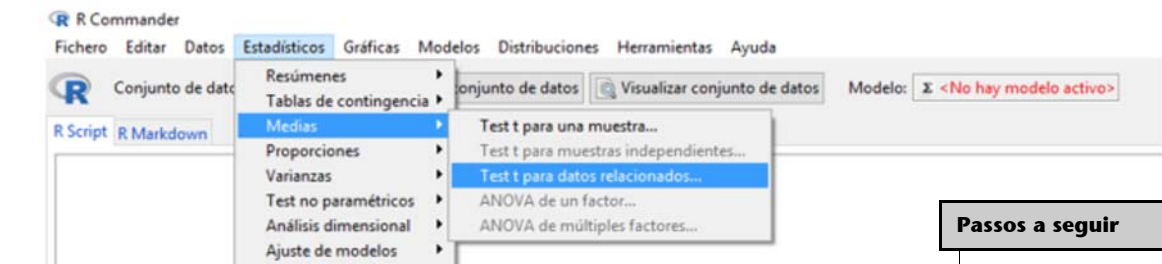 R Commander
Fichero Editar Datos Estadísticos Gráficas Modelos Distribuciones Herramientas Ayuda
Conjunto de dato onjunto de datos Visualizar conjunto de datos Modelo: Σ <No hay modelo activo>
R Script R Markdown
Resúmenes
Tablas de contingencia
Medias
Proporciones
Varianzas
Test no paramétricos
Análisis dimensional
Ajuste de modelos
Test t para una muestra...
Test t para muestras independientes...
Test t para datos relacionados...
ANOVA de un factor...
ANOVA de múltiples factores...
Passos a seguir